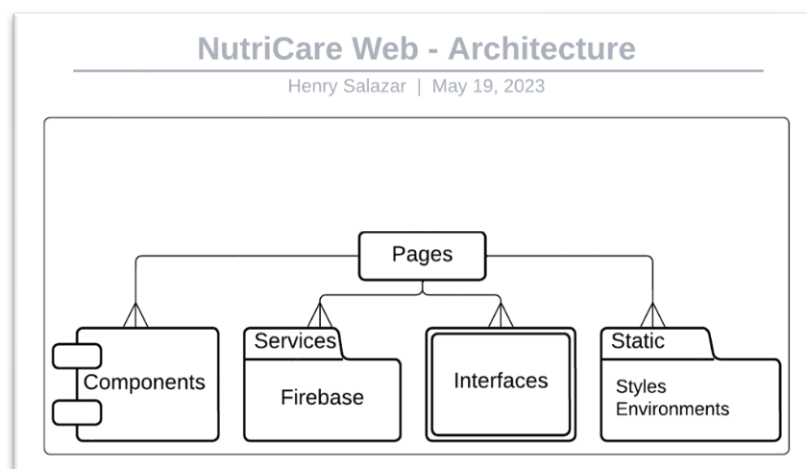 NutriCare Web - Architecture
Henry Salazar | May 19, 2023
Pages
Components
Services
Firebase
Interfaces
Static
Styles
Environments